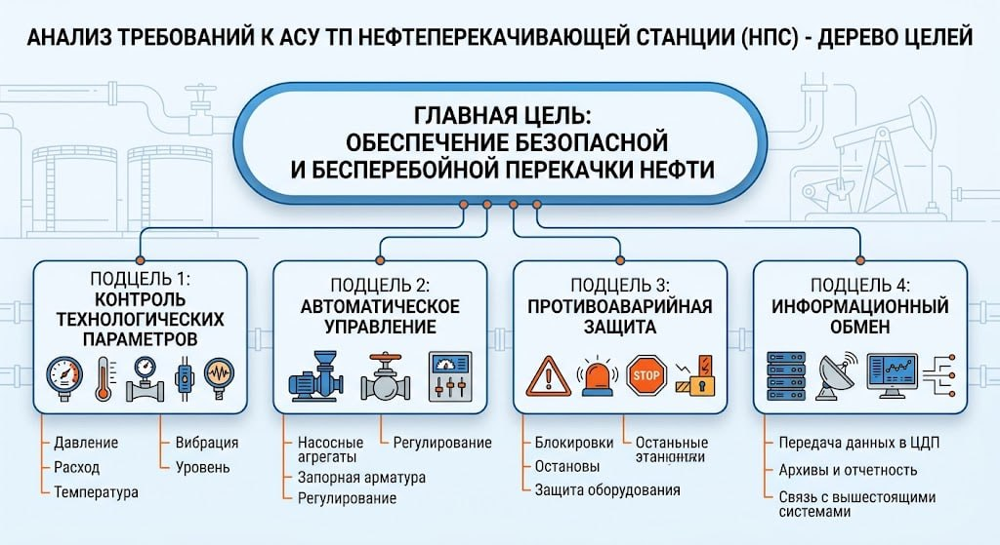 АНАЛИЗ ТРЕБОВАНИЙ К АСУ ТП НЕФТЕПЕРЕКАЧИВАЮЩЕЙ СТАНЦИИ (НПС) - ДЕРЕВО ЦЕЛЕЙ
ГЛАВНАЯ ЦЕЛЬ:
ОБЕСПЕЧЕНИЕ БЕЗОПАСНОЙ
И БЕСПЕРЕБОЙНОЙ ПЕРЕКАЧКИ НЕФТИ
ПОДЦЕЛЬ 1:
КОНТРОЛЬ
ТЕХНОЛОГИЧЕСКИХ
ПАРАМЕТРОВ
Давление
Расход
Температура
Вибрация
Уровень
ПОДЦЕЛЬ 2:
АВТОМАТИЧЕСКОЕ
УПРАВЛЕНИЕ
Насосные
агрегаты
Запорная арматура
Регулирование
Регулирование
ПОДЦЕЛЬ 3:
ПРОТИВОАВАРИЙНАЯ
ЗАЩИТА
STOP
Блокировки
Остановы
Защита оборудования
Остальные
ПОДЦЕЛЬ 4:
ИНФОРМАЦИОННЫЙ
ОБМЕН
Передача данных в ЦДП
Архивы и отчетность
Связь с вышестоящими
системами